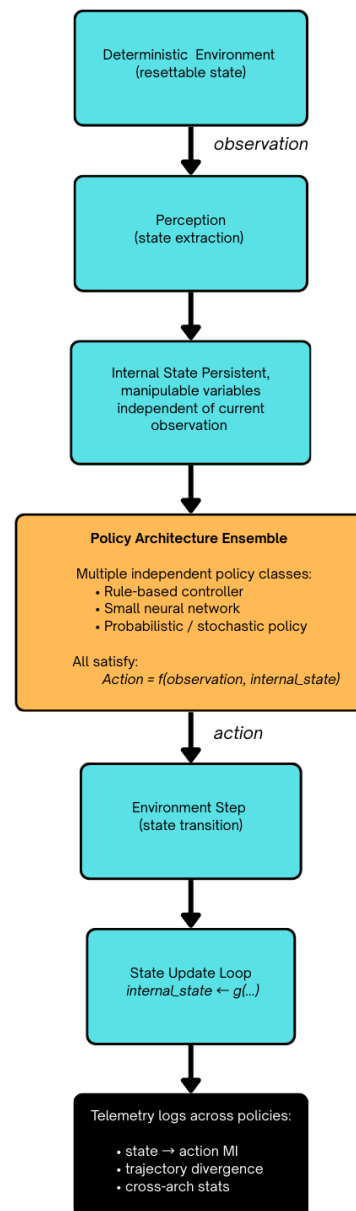 Deterministic Environment
(resettable state)
observation
Perception
(state extraction)
Internal State Persistent,
manipulable variables
independent of current
observation
Policy Architecture Ensemble
Multiple independent policy classes:
• Rule-based controller
• Small neural network
• Probabilistic / stochastic policy
All satisfy:
Action = f(observation, internal_state)
action
Environment Step
(state transition)
State Update Loop
internal_state ← g(...)
Telemetry logs across policies:
• state → action MI
• trajectory divergence
• cross-arch stats